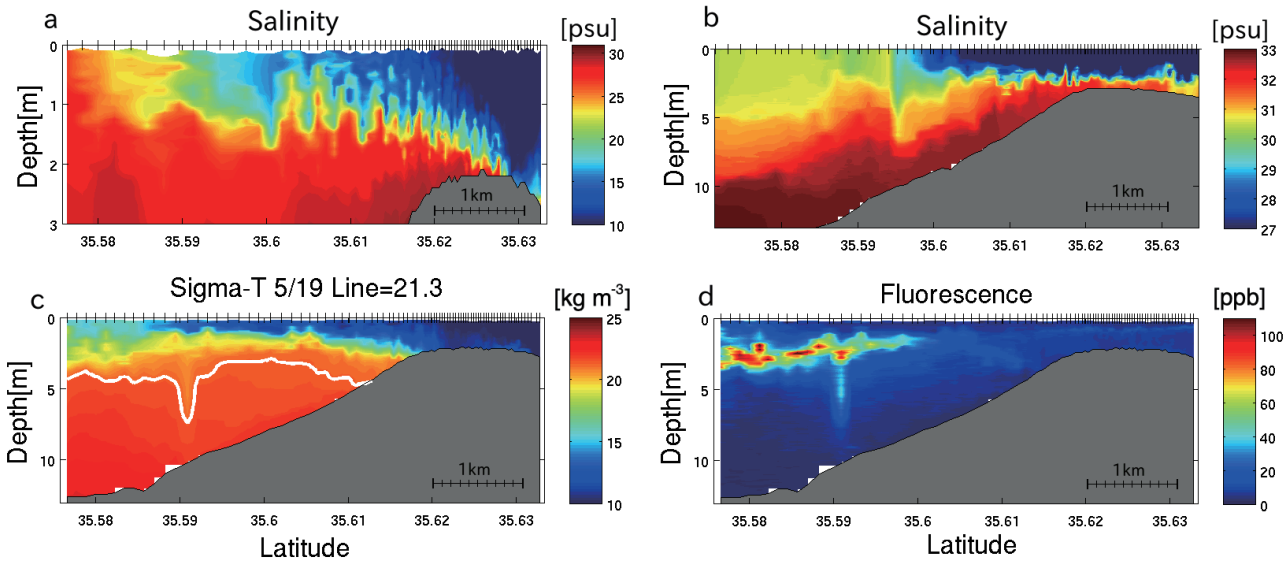 a
Salinity
[psu]
0
1
2
3
Depth[m]
35.58
35.59
35.6
35.61
35.62
35.63
1km
30
25
20
15
10
b
Salinity
[psu]
0
5
10
Depth[m]
35.58
35.59
35.6
35.61
35.62
35.63
1km
33
32
31
30
29
28
27
c
Sigma-T 5/19 Line=21.3
[kg m-3]
0
5
10
Depth[m]
35.58
35.59
35.6
35.61
35.62
35.63
1km
Latitude
25
20
15
10
d
Fluorescence
[ppb]
0
5
10
Depth[m]
35.58
35.59
35.6
35.61
35.62
35.63
1km
Latitude
100
80
60
40
20
0